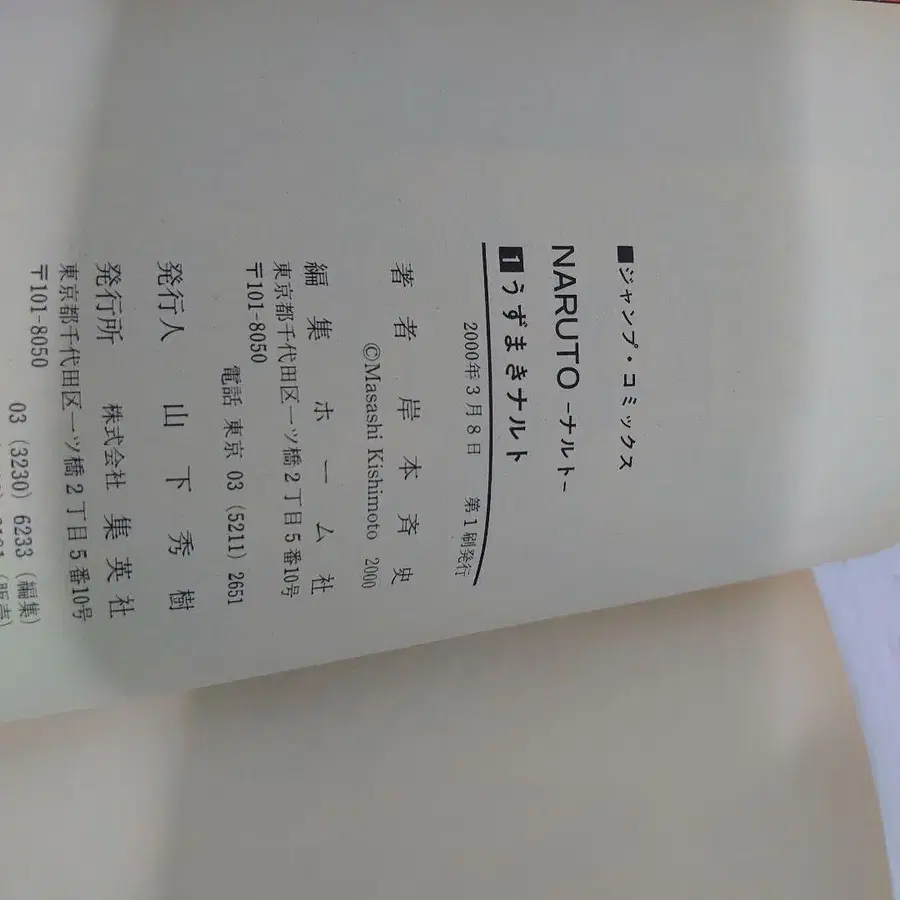 ■ジャンプ・コミックス
NARUTO -ナルト-
1 うずまきナルト
2000年3月8日 第1刷発行
著者 岸本斉史
©Masashi Kishimoto 2000
編集 ホーム社
東京都千代田区一ツ橋2丁目5番10号
〒101-8050
電話 東京 03 (5211) 2651
発行人 山下秀樹
発行所 株式会社 集英社
東京都千代田区一ツ橋2丁目5番10号
〒101-8050
03 (3230) 6233 (編集)